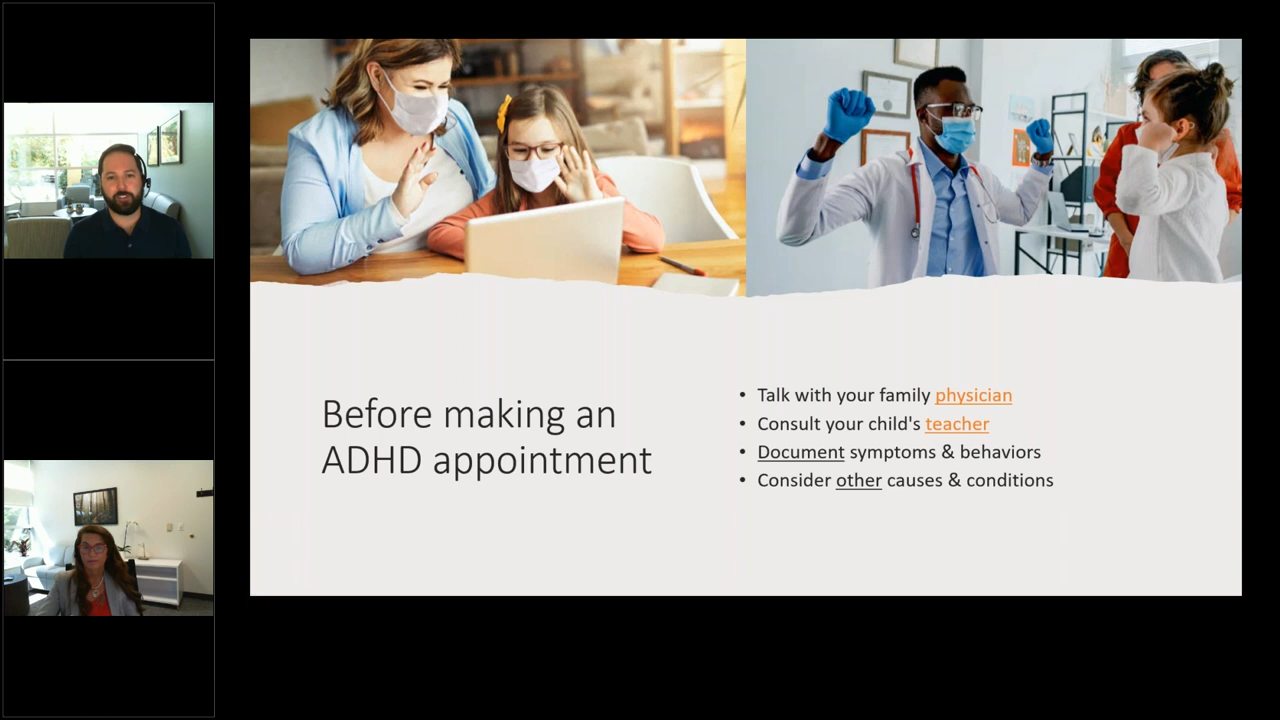 Before making an
ADHD appointment
• Talk with your family physician
• Consult your child's teacher
• Document symptoms & behaviors
• Consider other causes & conditions